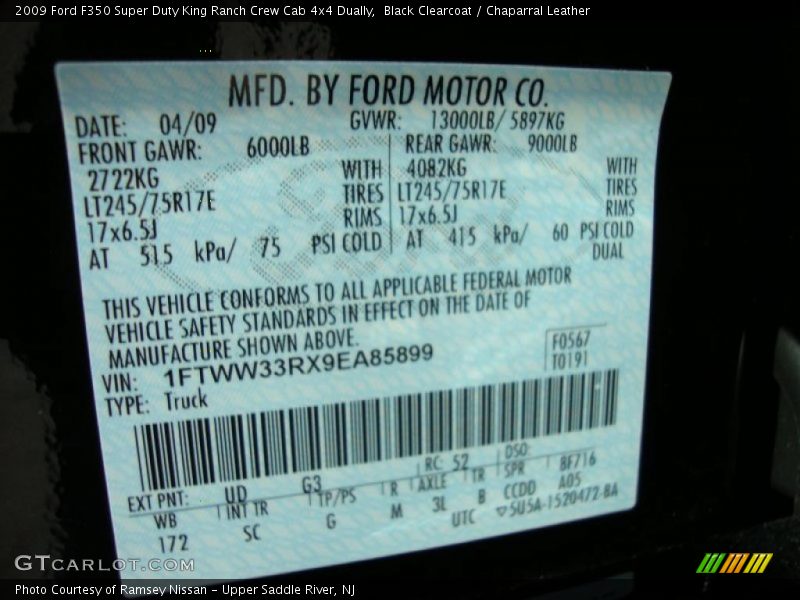 2009 Ford F350 Super Duty King Ranch Crew Cab 4x4 Dually,  Black Clearcoat / Chaparral Leather
MFD. BY FORD MOTOR CO.
DATE: 04/09 GVWR: 13000LB/ 5897KG
FRONT GAWR: 6000LB REAR GAWR: 9000LB
2722KG WITH 4082KG WITH
LT245/75R17E TIRES LT245/75R17E TIRES
17x6.5J RIMS 17x6.5J RIMS
AT 515 kPa/ 75 PSI COLD AT 415 kPa/ 60 PSI COLD
DUAL
THIS VEHICLE CONFORMS TO ALL APPLICABLE FEDERAL MOTOR
VEHICLE SAFETY STANDARDS IN EFFECT ON THE DATE OF
MANUFACTURE SHOWN ABOVE.
F0567
T0191
VIN: 1FTWW33RX9EA85899
TYPE: Truck
EXT PNT: UD G3 RC 52 DSO 8F716
WB INT TR TP/PS R AXLE TR SPR A05
172 SC G M 3L B CCDD
UTC ▽5U5A-1520472-BA
GTCARLOT.COM
Photo Courtesy of Ramsey Nissan - Upper Saddle River, NJ